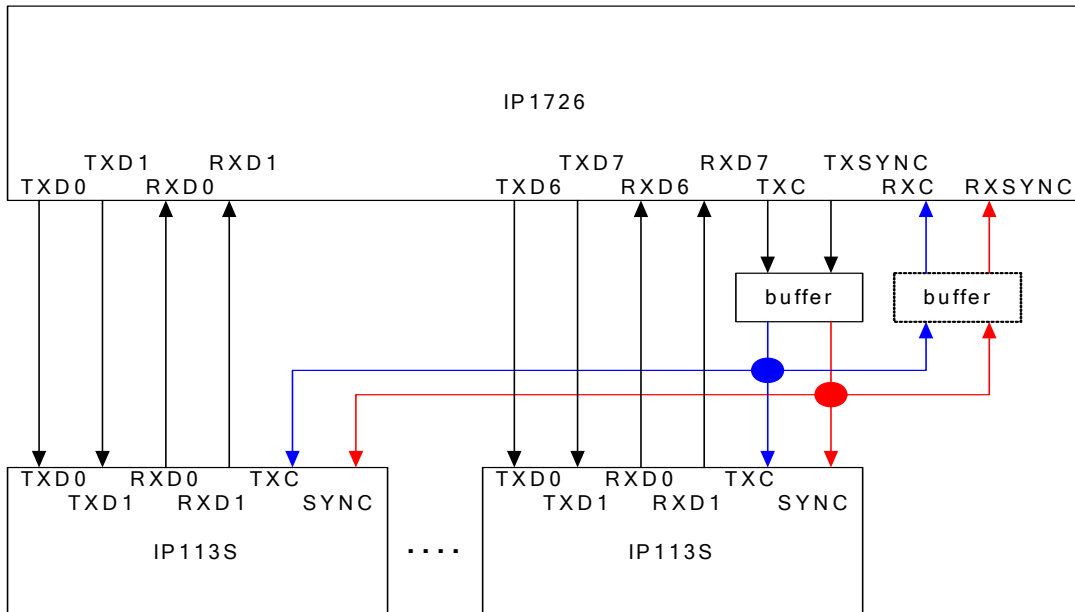 IP1726
TXD1 RXD1 TXD7 RXD7 TXSYNC
TXD0 RXD0 TXD6 RXD6 TXC RXC RXSYNC
buffer buffer
TXD0 RXD0 TXC TXD0 RXD0 TXC
TXD1 RXD1 SYNC TXD1 RXD1 SYNC
IP113S .... IP113S